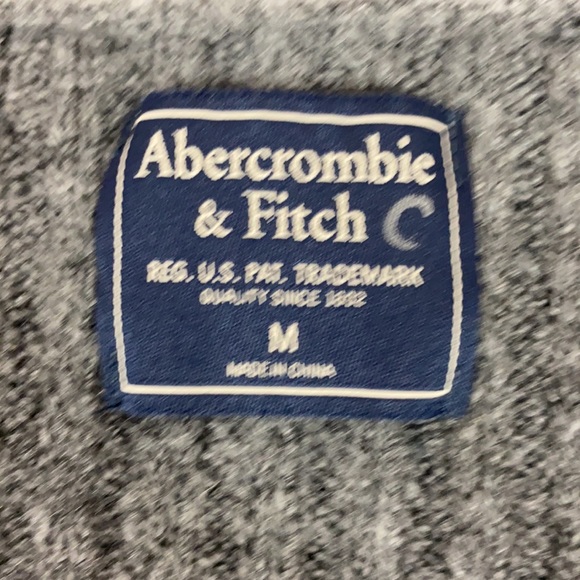 Abercrombie
& Fitch C
REG. U.S. PAT. TRADEMARK
QUALITY SINCE 1892
M
MADE IN CHINA